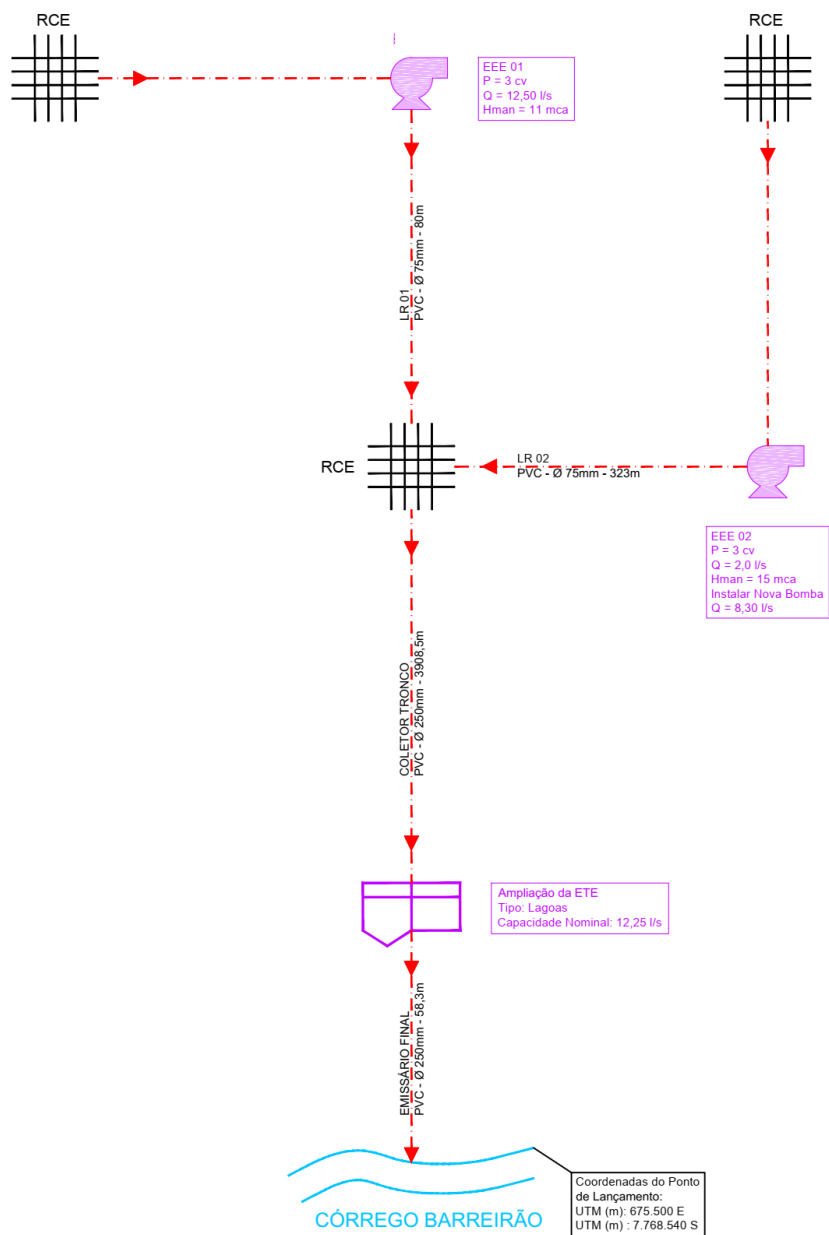 RCE
RCE
EEE 01
P = 3 cv
Q = 12,50 l/s
Hman = 11 mca
LR 01
PVC - Ø 75mm - 80m
RCE
LR 02
PVC - Ø 75mm - 323m
EEE 02
P = 3 cv
Q = 2,0 l/s
Hman = 15 mca
Instalar Nova Bomba
Q = 8,30 l/s
COLETOR TRONCO
PVC - Ø 250mm - 3908,5m
Ampliação da ETE
Tipo: Lagoas
Capacidade Nominal: 12,25 l/s
EMISSÁRIO FINAL
PVC - Ø 250mm - 58,3m
CÓRREGO BARREIRÃO
Coordenadas do Ponto
de Lançamento:
UTM (m): 675.500 E
UTM (m) : 7.768.540 S